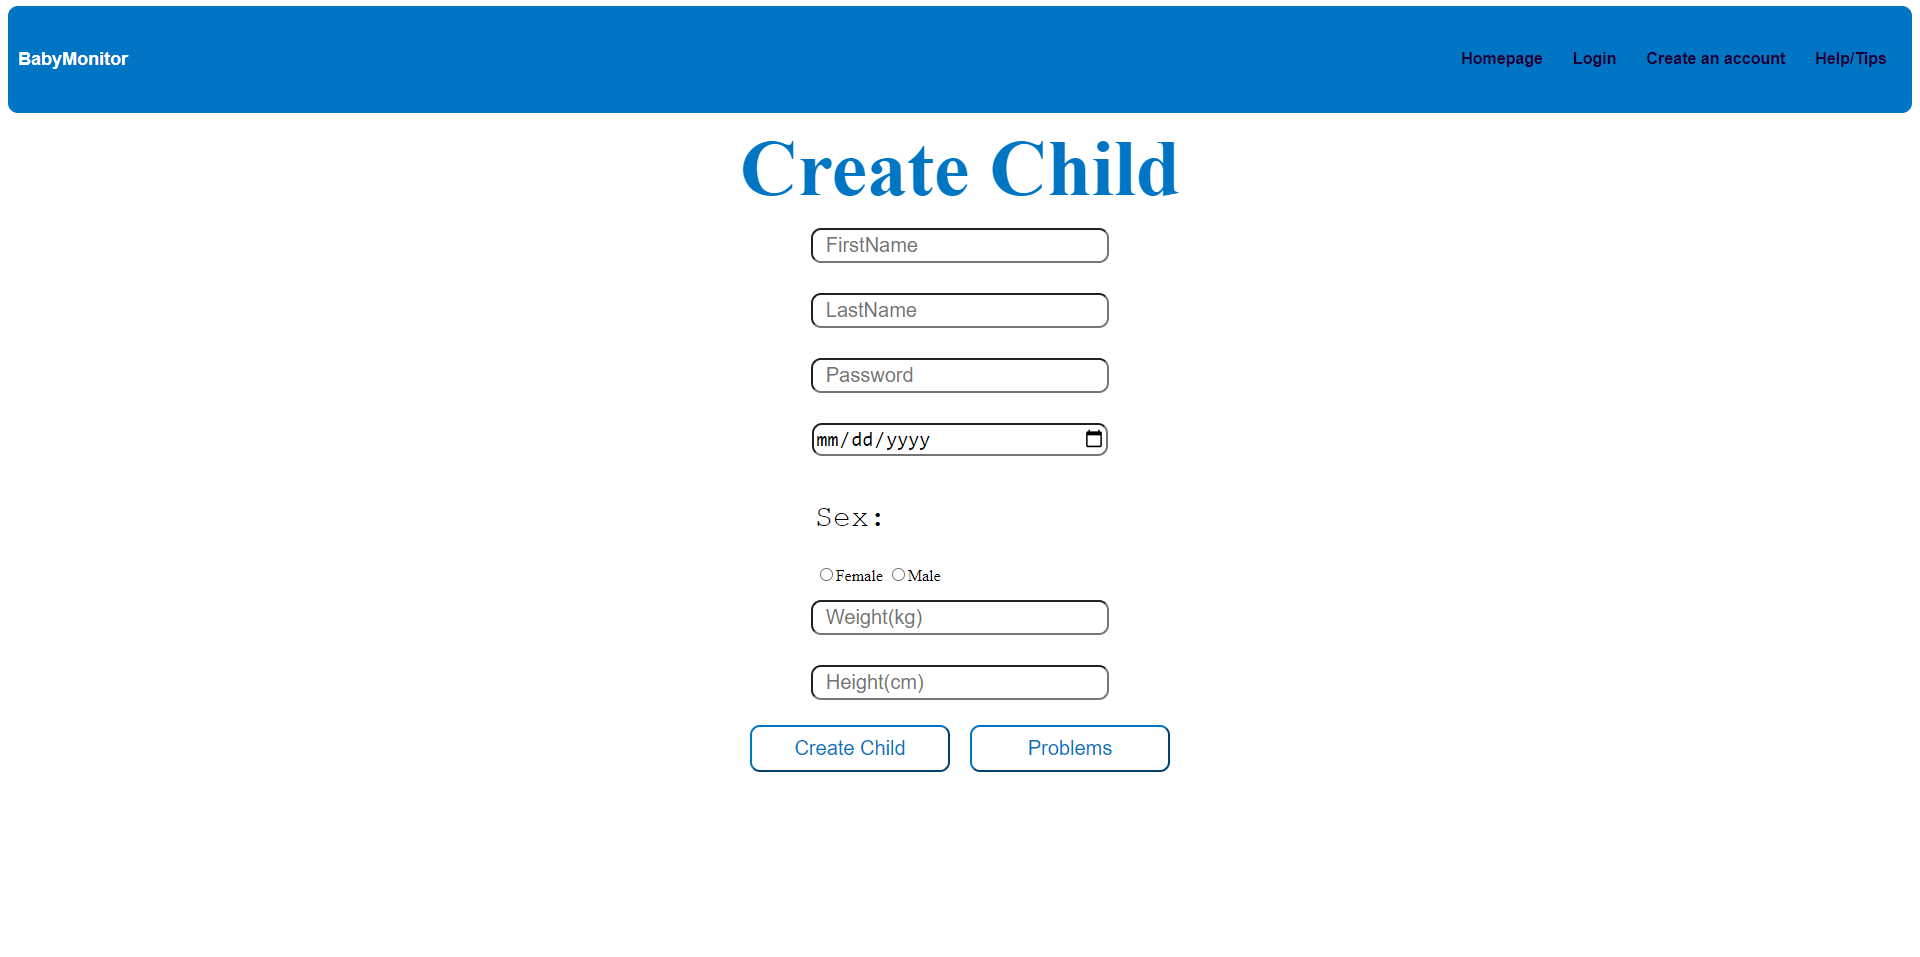 BabyMonitor Homepage Login Create an account Help/Tips
Create Child
FirstName
LastName
Password
mm/dd/yyyy
Sex:
Female Male
Weight(kg)
Height(cm)
Create Child Problems